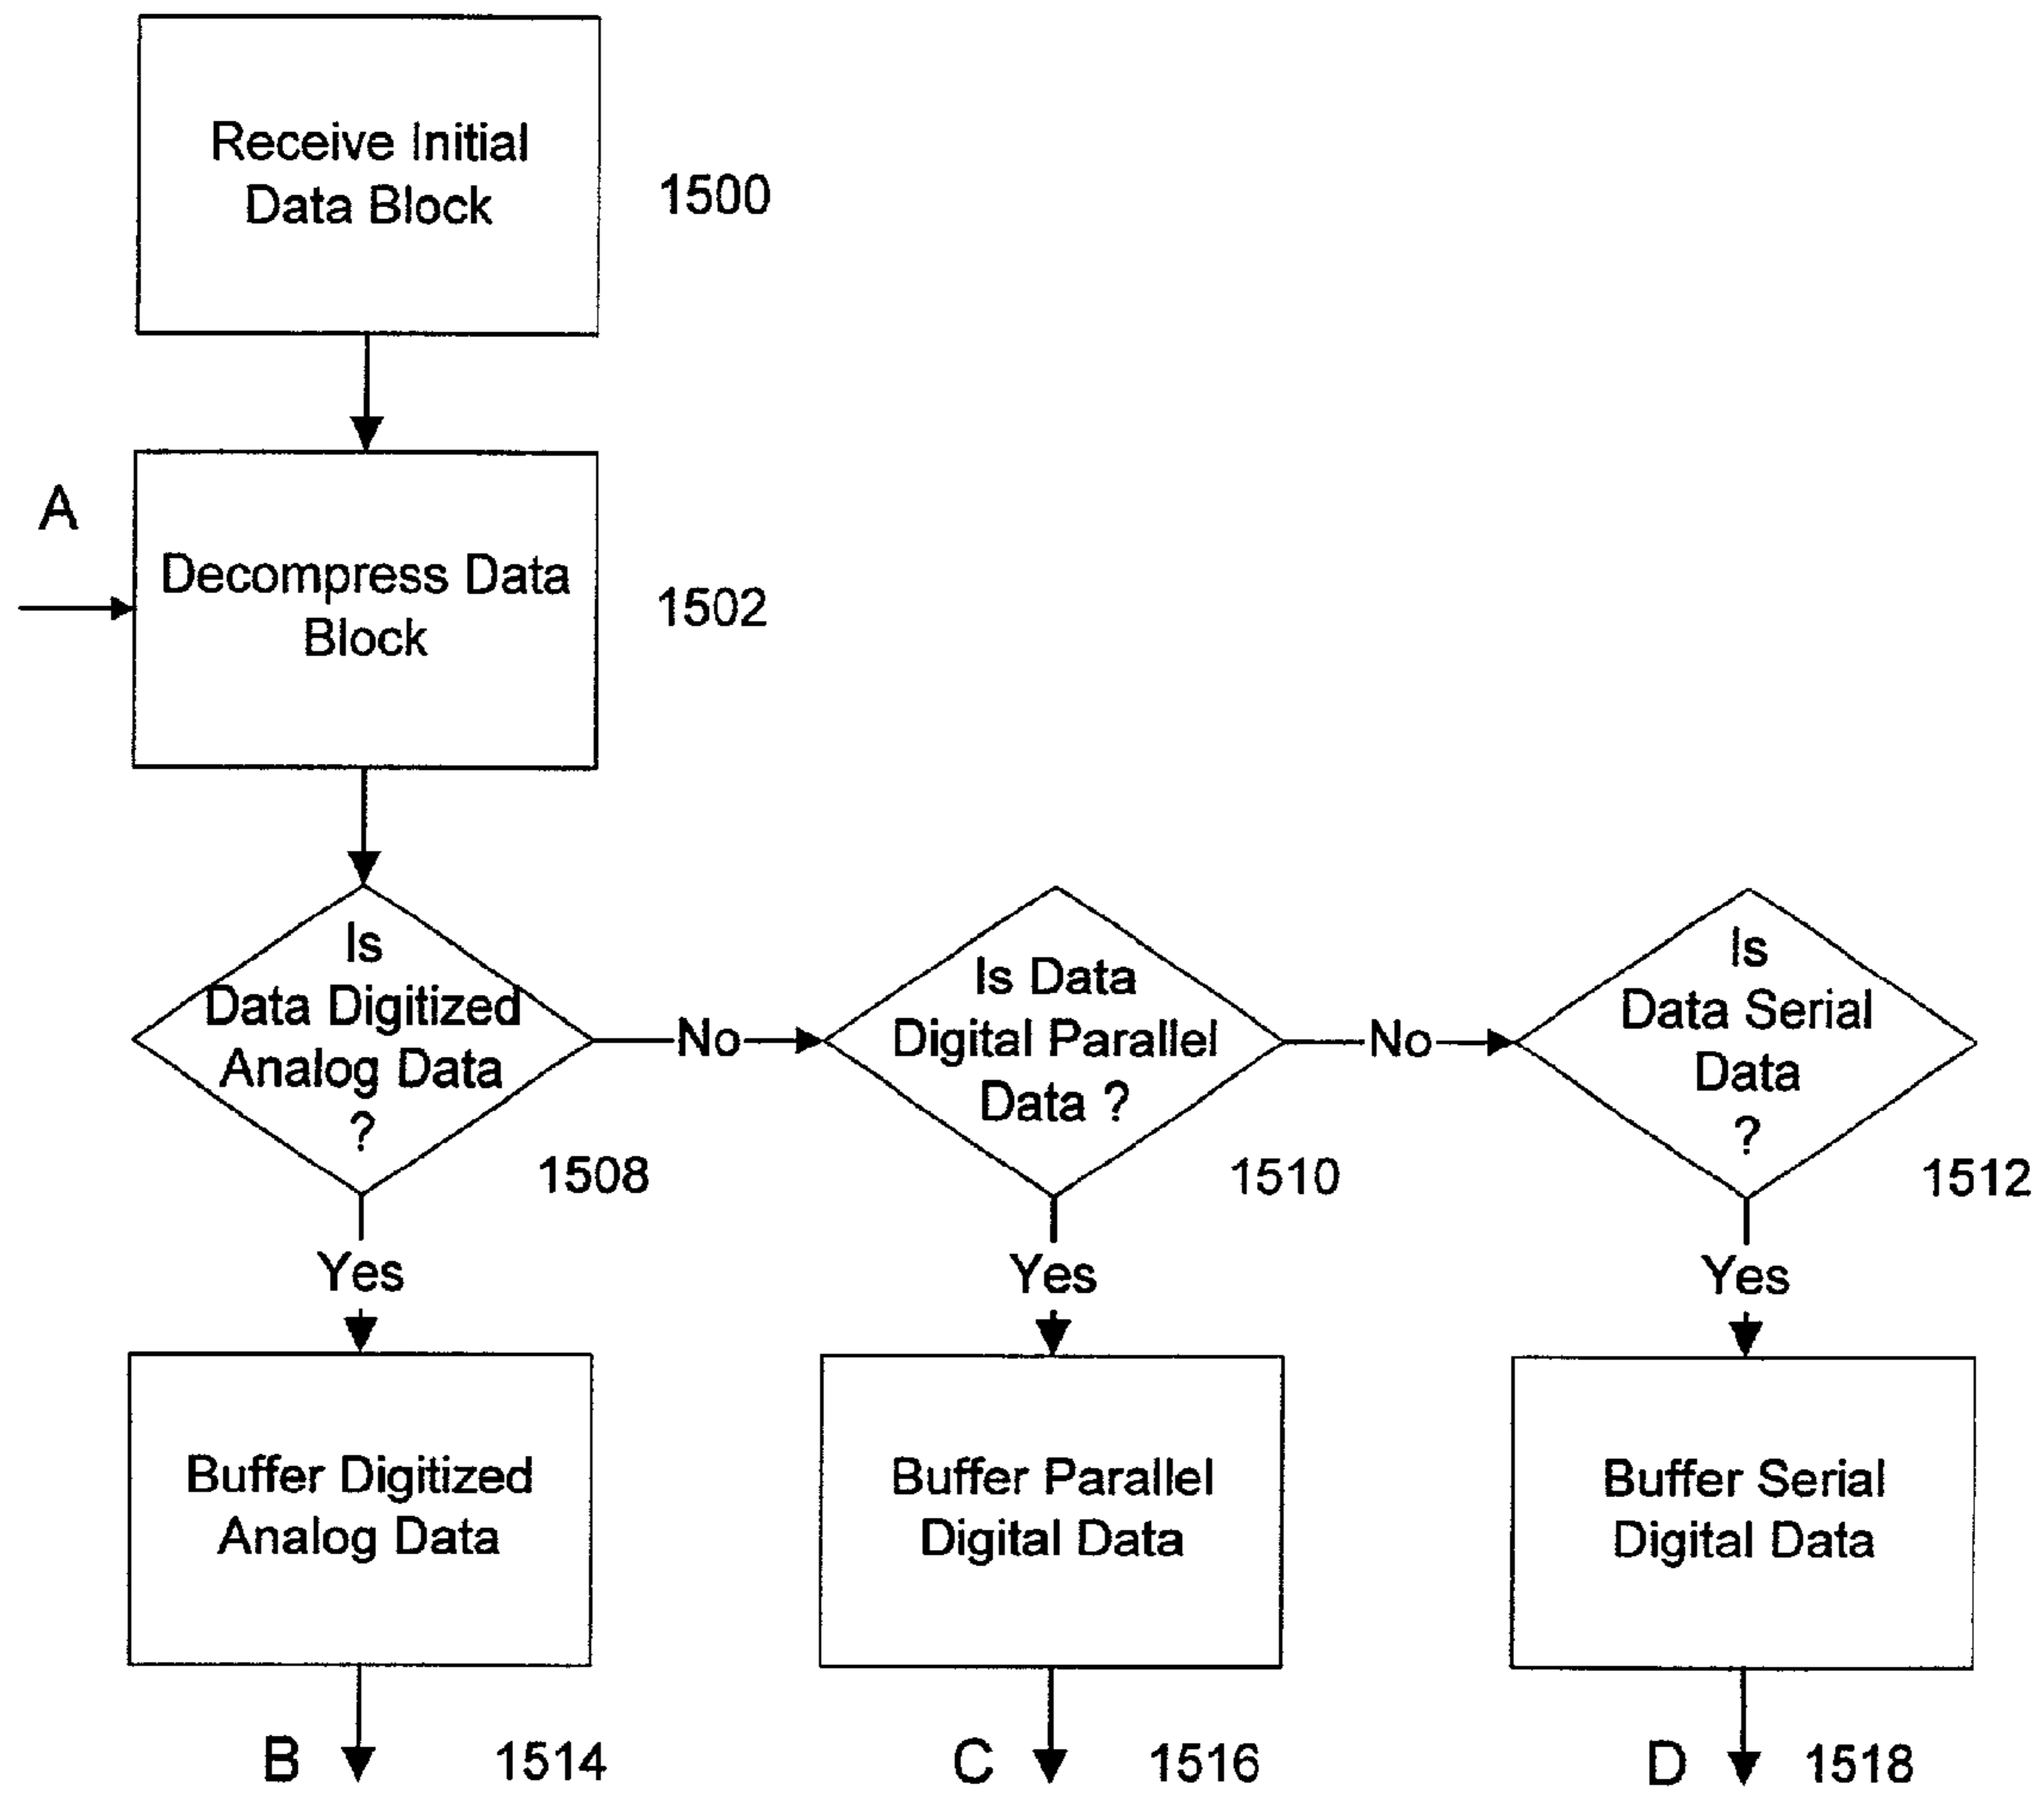 Receive Initial
Data Block
1500
A
Decompress Data
Block
1502
Is
Data Digitized
Analog Data
?
1508
No
Is Data
Digital Parallel
Data ?
1510
No
Is
Data Serial
Data
?
1512
Yes
Yes
Yes
Buffer Digitized
Analog Data
Buffer Parallel
Digital Data
Buffer Serial
Digital Data
B
1514
C
1516
D
1518